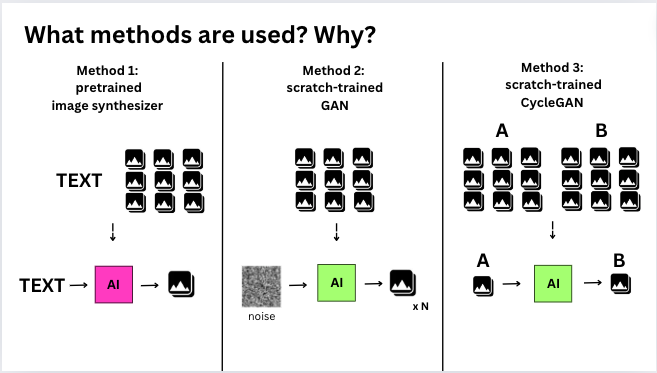 What methods are used? Why?
Method 1:
pretrained
image synthesizer
TEXT
TEXT
AI
Method 2:
scratch-trained
GAN
AI
noise
x N
Method 3:
scratch-trained
CycleGAN
A B
A B
AI